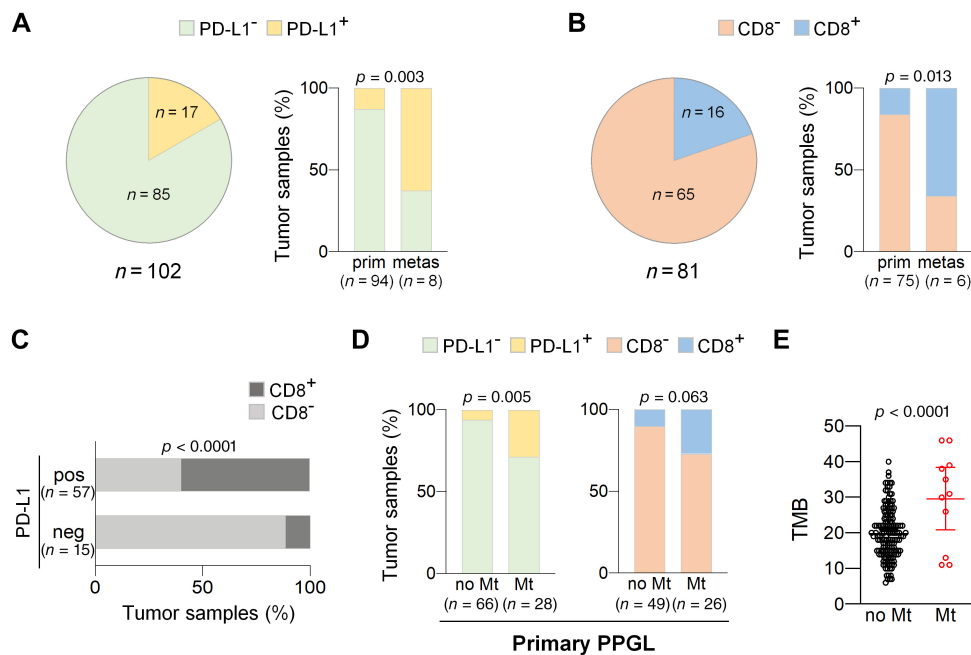 A
PD-L1⁻ PD-L1⁺
n = 17
n = 85
n = 102
Tumor samples (%)
p = 0.003
100
50
0
prim metas
(n = 94) (n = 8)
B
CD8⁻ CD8⁺
n = 16
n = 65
n = 81
Tumor samples (%)
p = 0.013
100
50
0
prim metas
(n = 75) (n = 6)
C
CD8⁺
CD8⁻
p < 0.0001
PD-L1
pos
(n = 57)
neg
(n = 15)
0 50 100
Tumor samples (%)
D
PD-L1⁻ PD-L1⁺ CD8⁻ CD8⁺
Tumor samples (%)
p = 0.005
100
50
0
no Mt Mt
(n = 66) (n = 28)
p = 0.063
100
50
0
no Mt Mt
(n = 49) (n = 26)
Primary PPGL
E
p < 0.0001
TMB
50
40
30
20
10
0
no Mt Mt